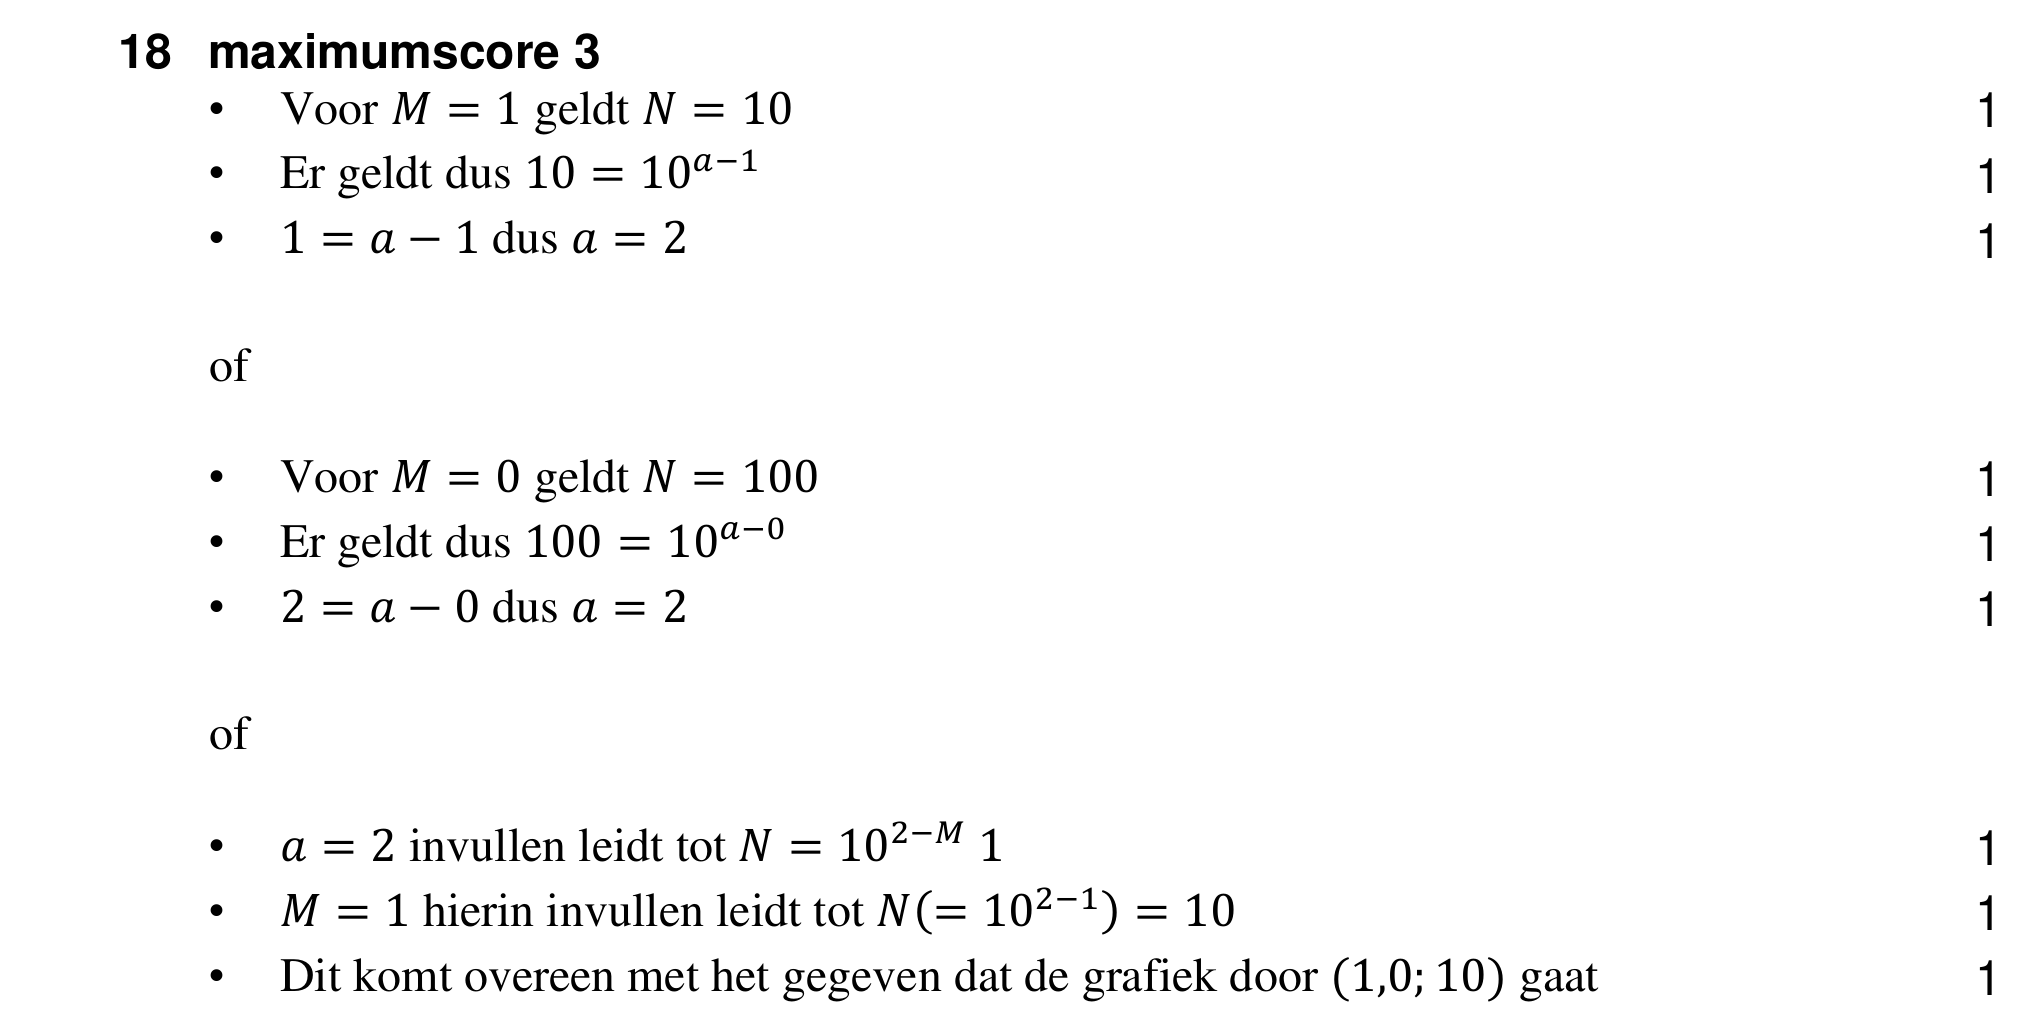 18 maximumscore 3
• Voor M = 1 geldt N = 10 1
• Er geldt dus 10 = 10^{a−1} 1
• 1 = a − 1 dus a = 2 1
of
• Voor M = 0 geldt N = 100 1
• Er geldt dus 100 = 10^{a−0} 1
• 2 = a − 0 dus a = 2 1
of
• a = 2 invullen leidt tot N = 10^{2−M} 1 1
• M = 1 hierin invullen leidt tot N(= 10^{2−1}) = 10 1
• Dit komt overeen met het gegeven dat de grafiek door (1,0; 10) gaat 1